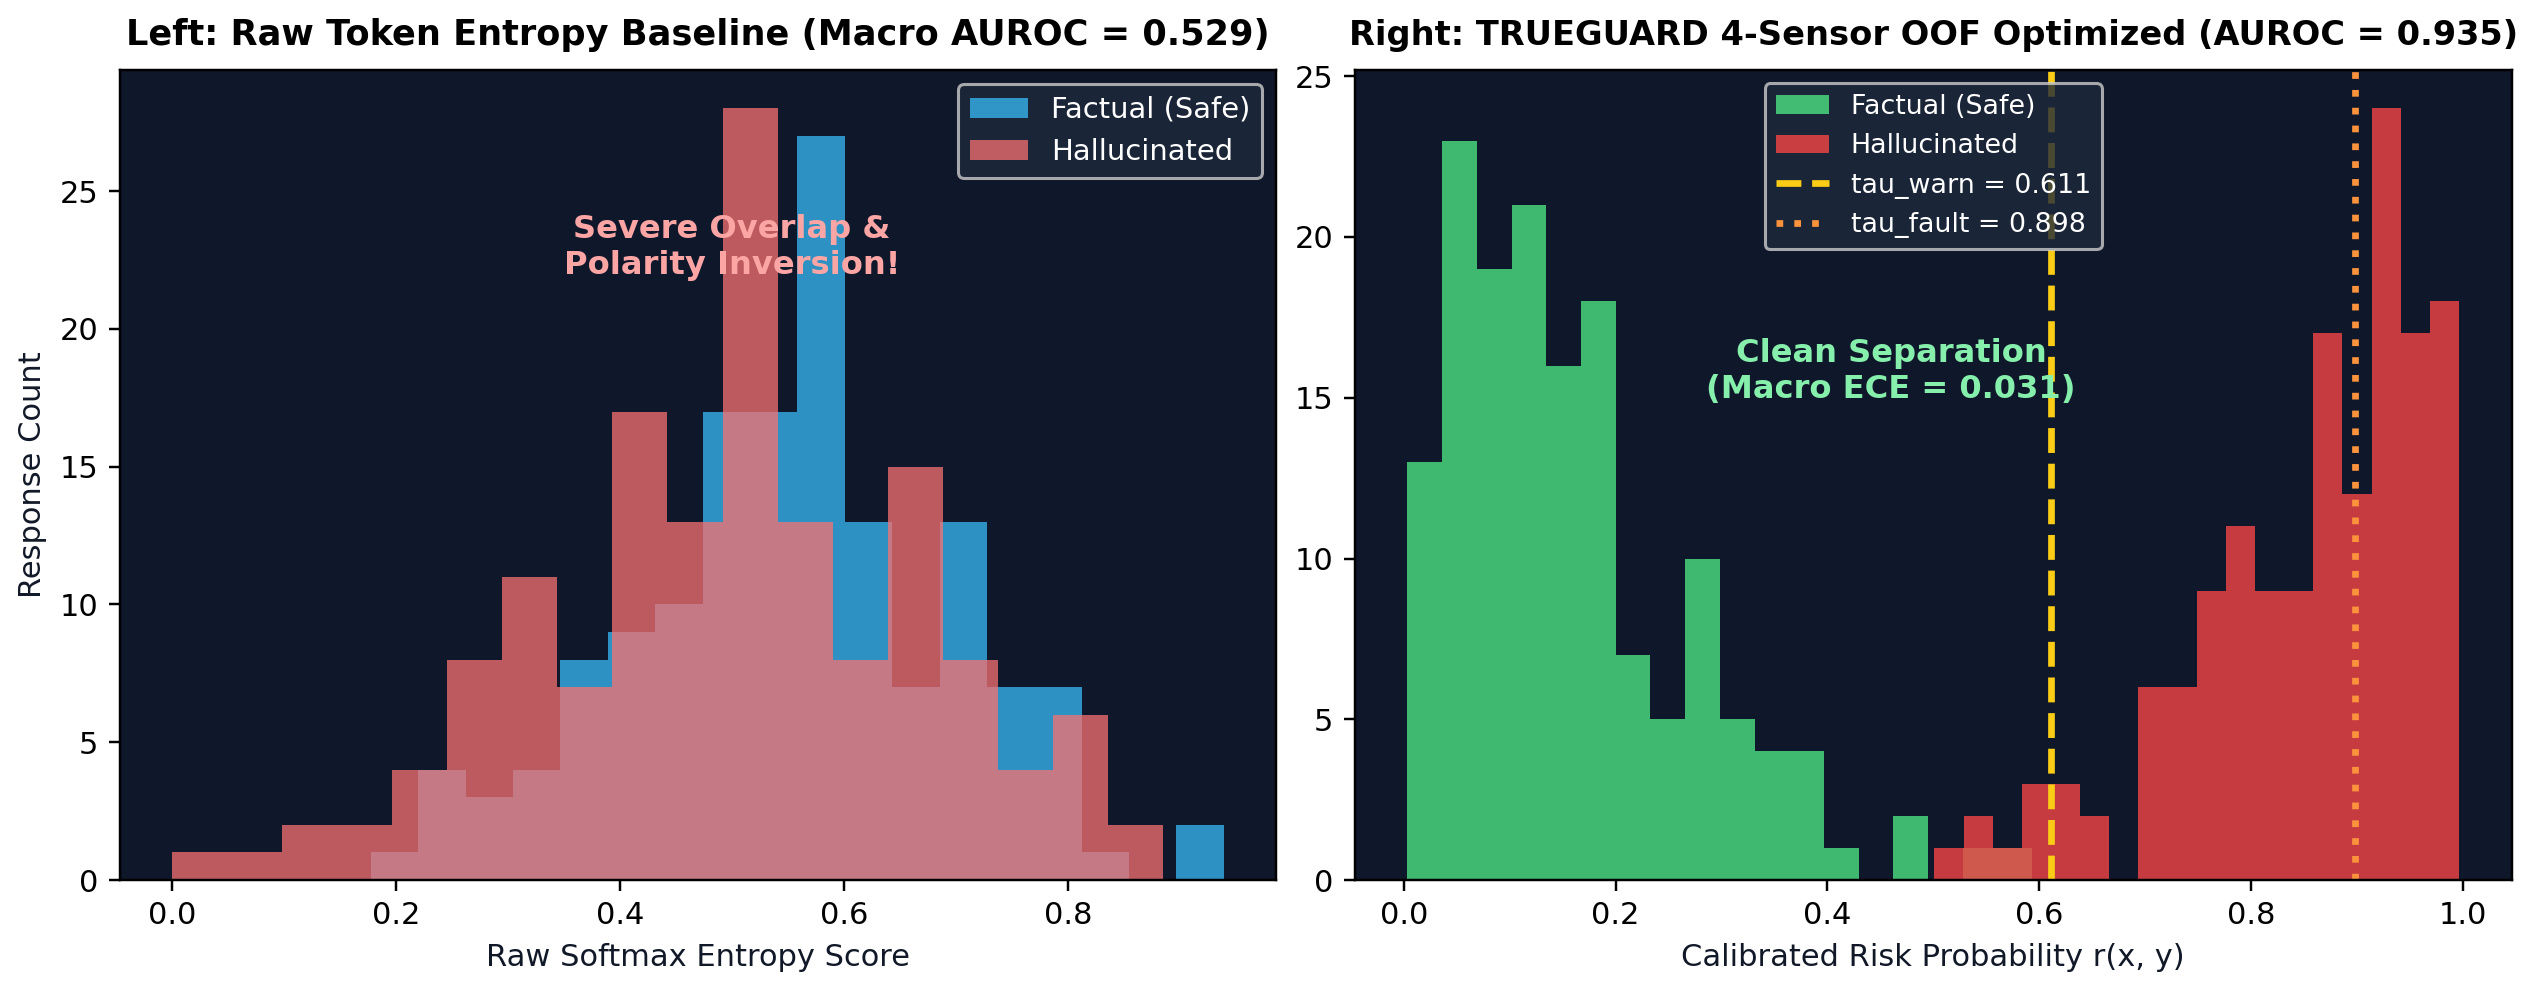 Left: Raw Token Entropy Baseline (Macro AUROC = 0.529)
Factual (Safe)
Hallucinated
Severe Overlap &
Polarity Inversion!
Response Count
25
20
15
10
5
0
0.0
0.2
0.4
0.6
0.8
Raw Softmax Entropy Score
Right: TRUEGUARD 4-Sensor OOF Optimized (AUROC = 0.935)
Factual (Safe)
Hallucinated
tau_warn = 0.611
tau_fault = 0.898
Clean Separation
(Macro ECE = 0.031)
25
20
15
10
5
0
0.0
0.2
0.4
0.6
0.8
1.0
Calibrated Risk Probability r(x, y)